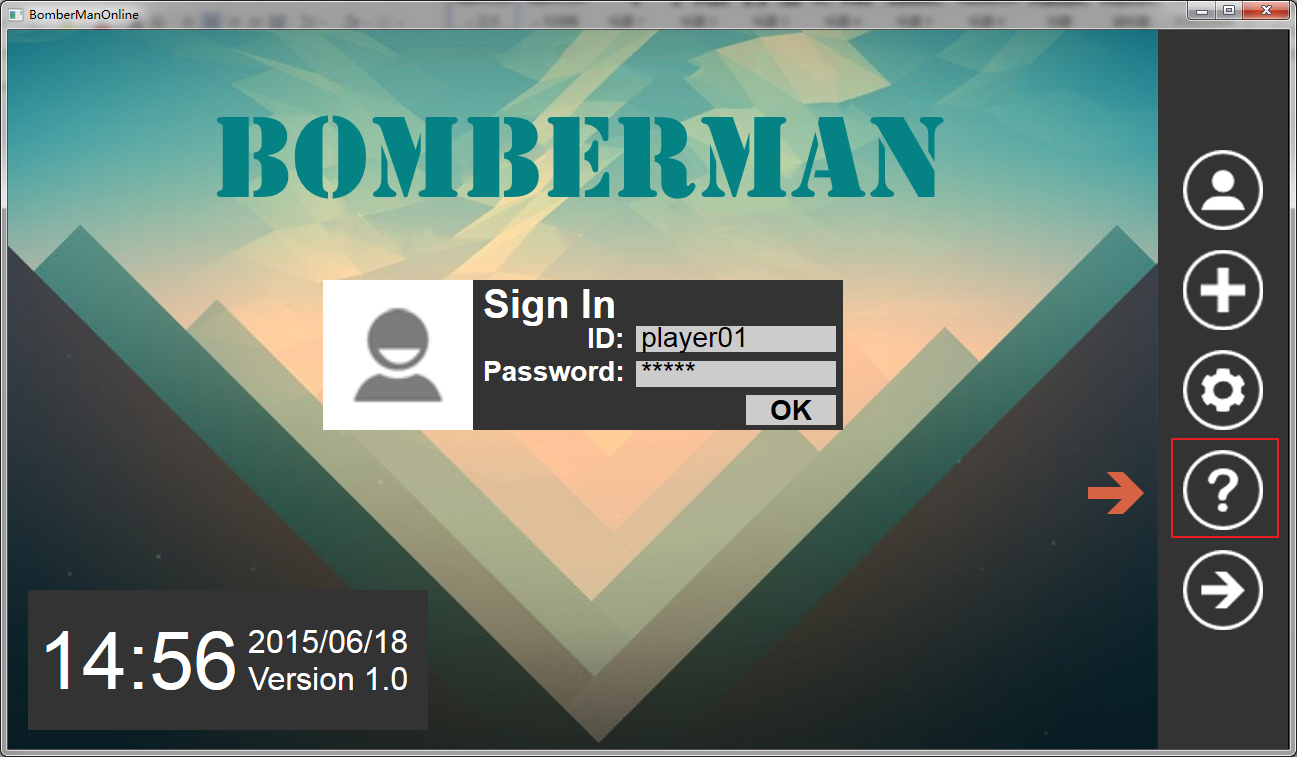 BomberManOnline
BOMBERMAN
Sign In
ID: player01
Password: *****
OK
?
14:56
2015/06/18
Version 1.0